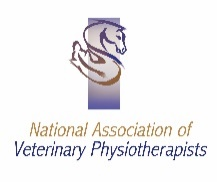 National Association of
Veterinary Physiotherapists